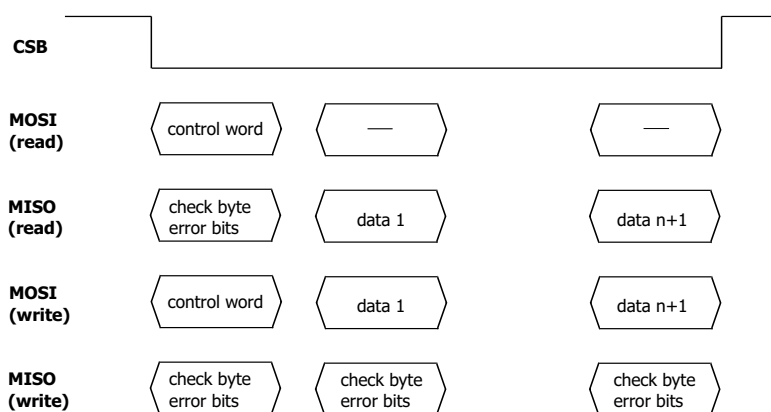 CSB
MOSI
(read)
control word
—
—
MISO
(read)
check byte
error bits
data 1
data n+1
MOSI
(write)
control word
data 1
data n+1
MISO
(write)
check byte
error bits
check byte
error bits
check byte
error bits